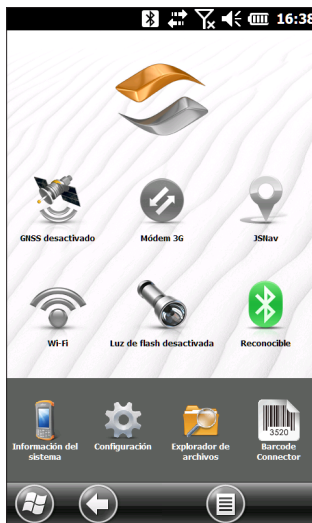 16:38
GNSS desactivado Módem 3G JSNav
Wi-Fi Luz de flash desactivada Reconocible
Información del Configuración Explorador de Barcode
sistema archivos Connector
3520